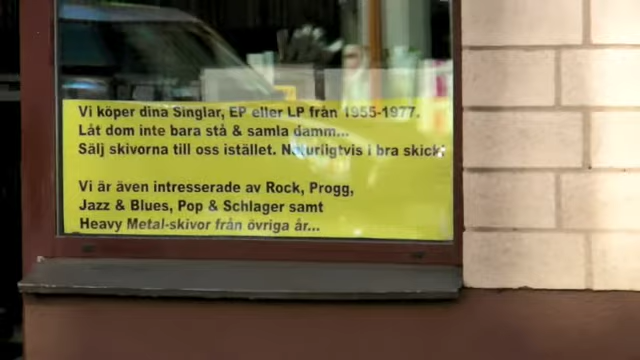 Vi köper dina Singlar, EP eller LP från 1955-1977.
Låt dom inte bara stå & samla damm...
Sälj skivorna till oss istället. Naturligtvis i bra skick!
Vi är även intresserade av Rock, Progg,
Jazz & Blues, Pop & Schlager samt
Heavy Metal-skivor från övriga år...